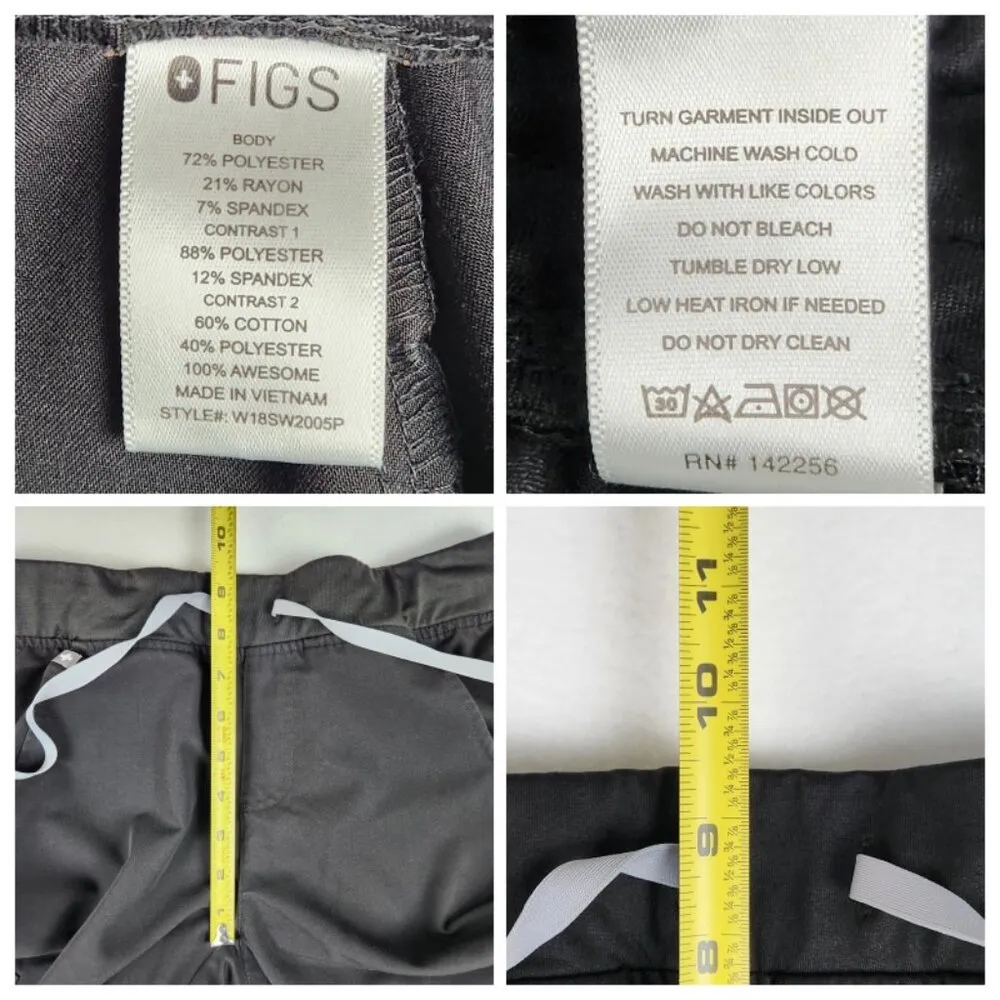 FIGS
BODY
72% POLYESTER
21% RAYON
7% SPANDEX
CONTRAST 1
88% POLYESTER
12% SPANDEX
CONTRAST 2
60% COTTON
40% POLYESTER
100% AWESOME
MADE IN VIETNAM
STYLE#: W18SW2005P
TURN GARMENT INSIDE OUT
MACHINE WASH COLD
WASH WITH LIKE COLORS
DO NOT BLEACH
TUMBLE DRY LOW
LOW HEAT IRON IF NEEDED
DO NOT DRY CLEAN
30
RN# 142256
10
9
8
7
6
5
4
3
2
1
11
10
9
8